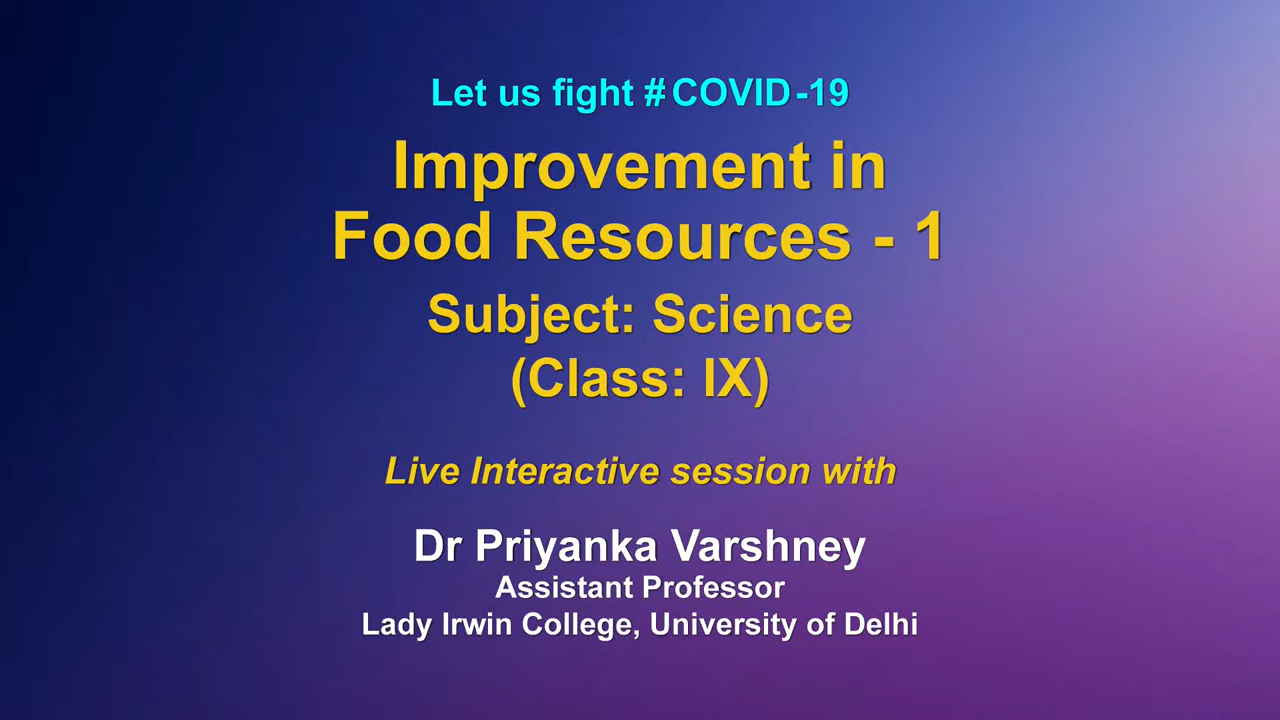 Let us fight #COVID-19
Improvement in
Food Resources - 1
Subject: Science
(Class: IX)
Live Interactive session with
Dr Priyanka Varshney
Assistant Professor
Lady Irwin College, University of Delhi